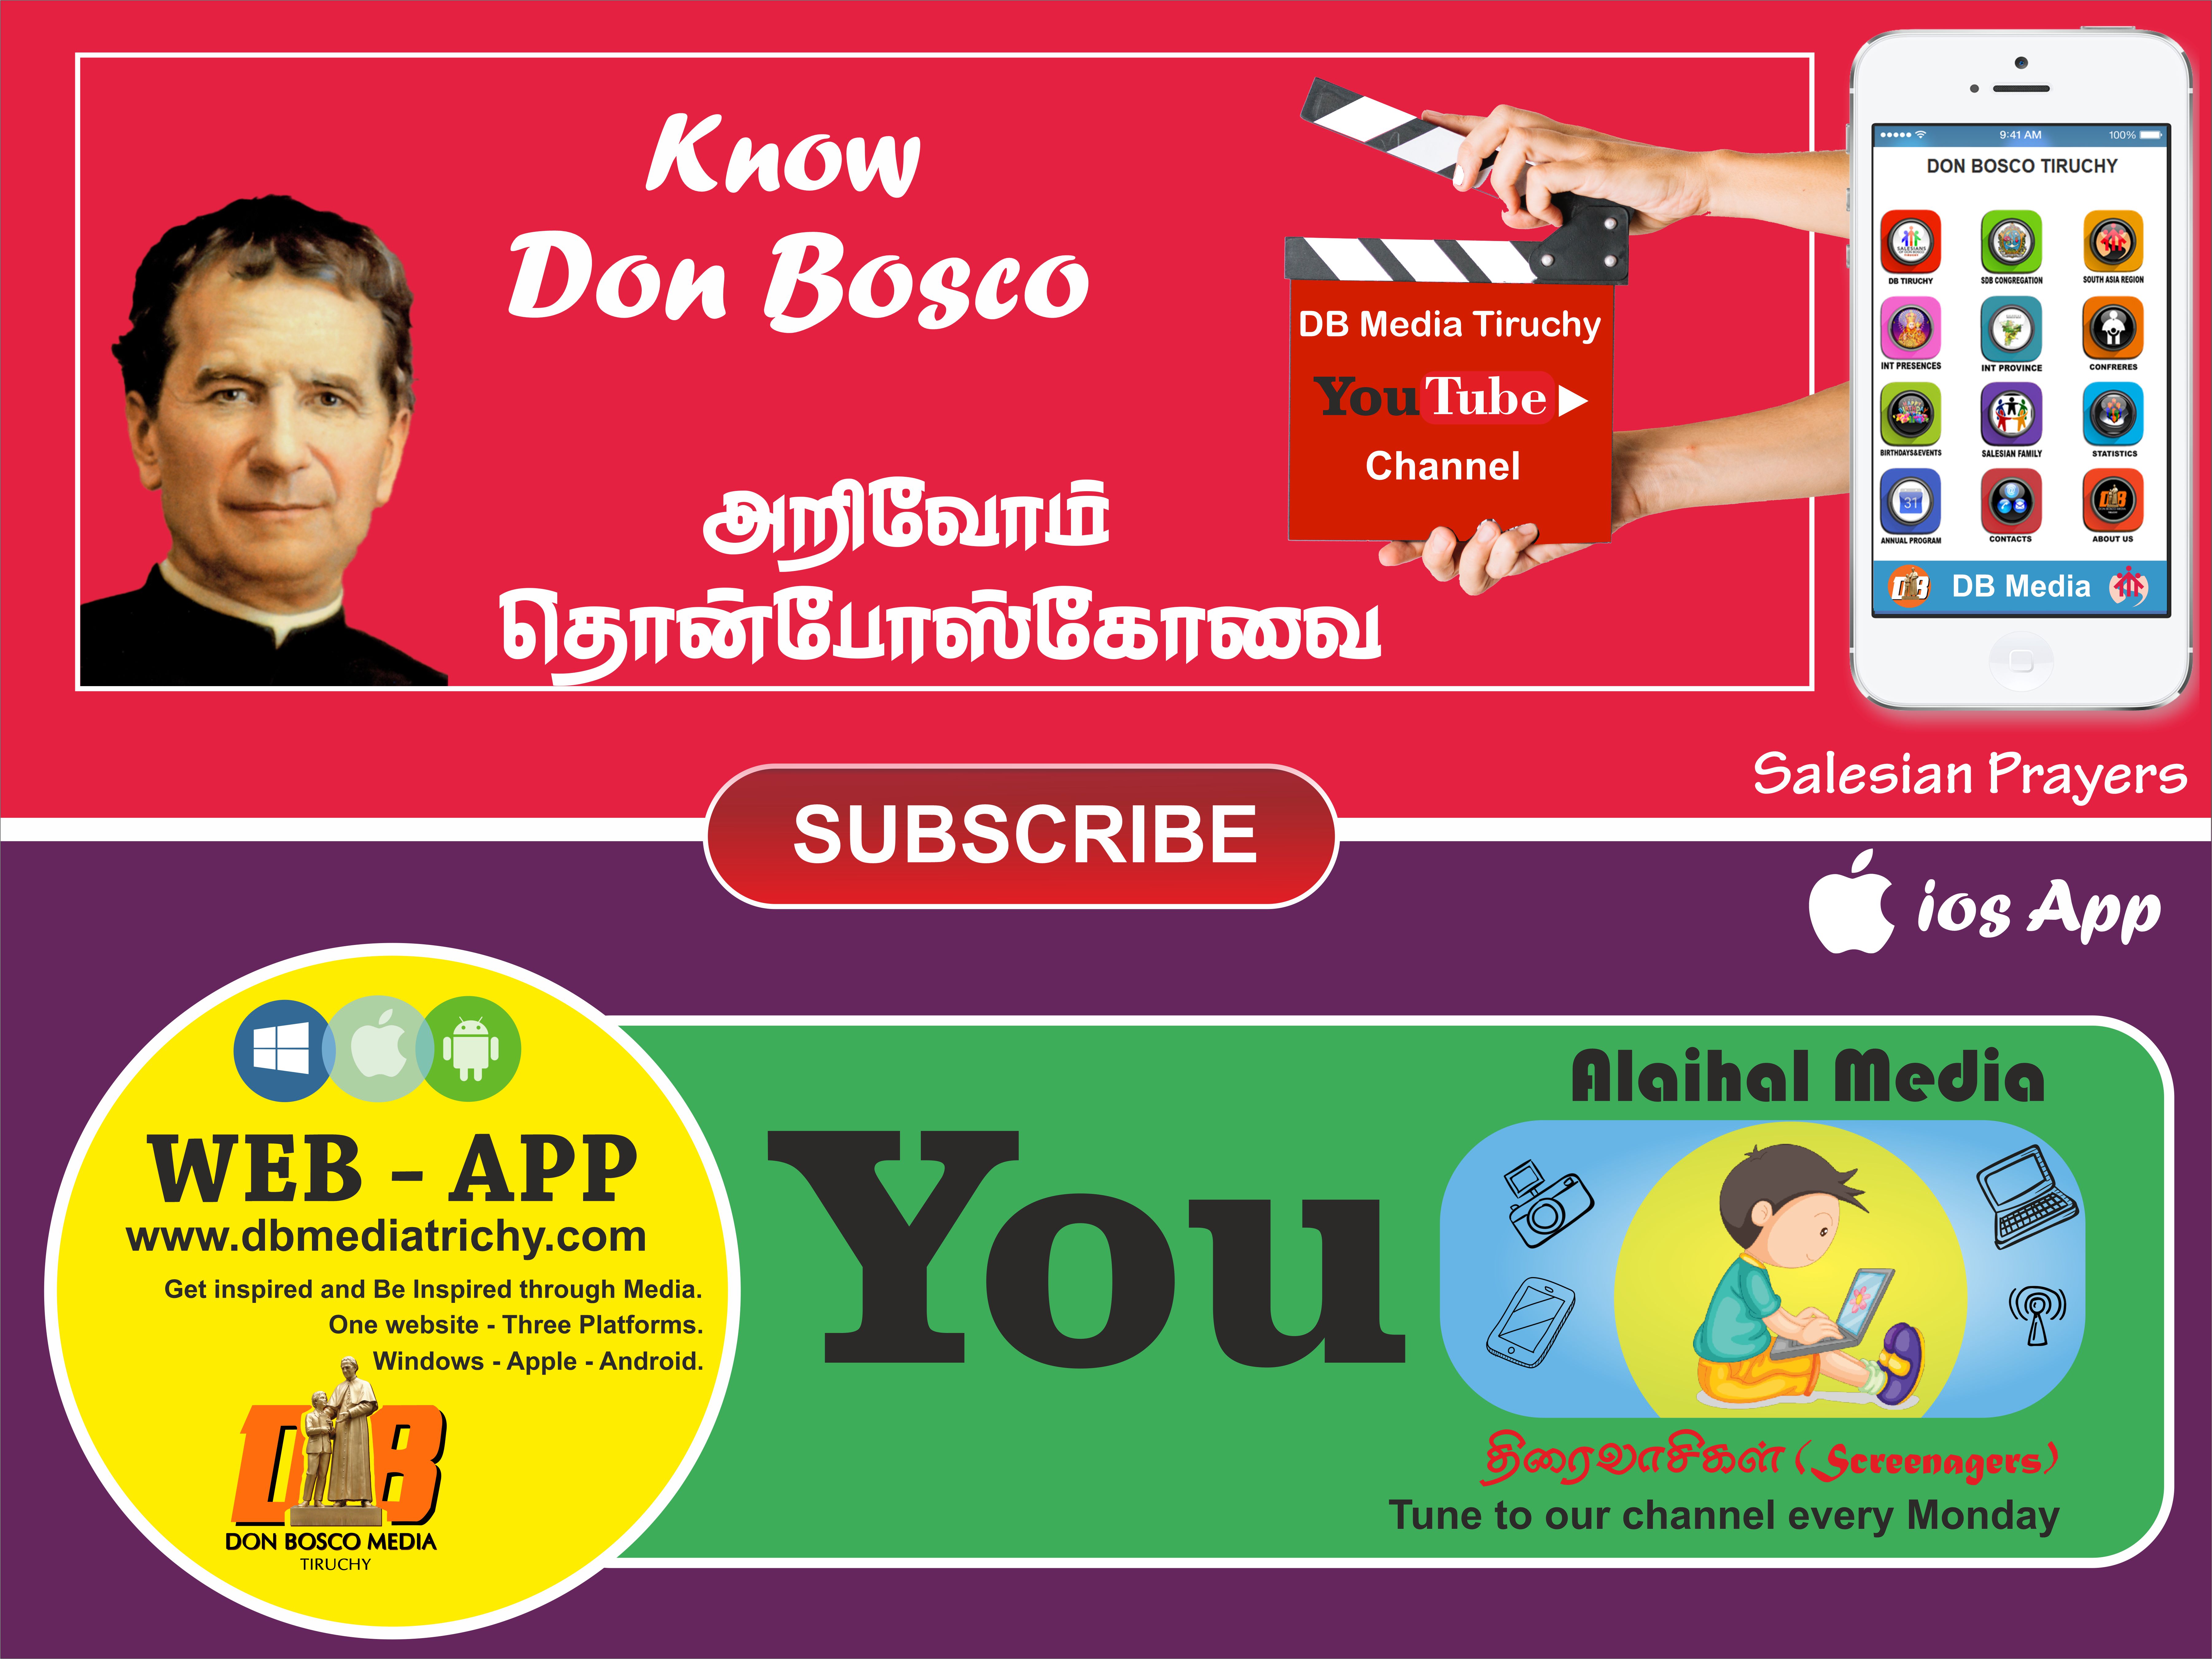 Know
Don Bosco
அறிவோம்
தொன்போஸ்கோவை
DB Media Tiruchy
YouTube
Channel
9:41 AM 100%
DON BOSCO TIRUCHY
DB TIRUCHY SDB CONGREGATION SOUTH ASIA REGION
INT PRESENCES INT PROVINCE CONFRERES
BIRTHDAYS&EVENTS SALESIAN FAMILY STATISTICS
31
ANNUAL PROGRAM CONTACTS ABOUT US
DB DB Media
Salesian Prayers
SUBSCRIBE
ios App
WEB - APP
www.dbmediatrichy.com
Get inspired and Be Inspired through Media.
One website - Three Platforms.
Windows - Apple - Android.
DB
DON BOSCO MEDIA
TIRUCHY
You
Alaihal Media
திரைவாசிகள் (Screenagers)
Tune to our channel every Monday